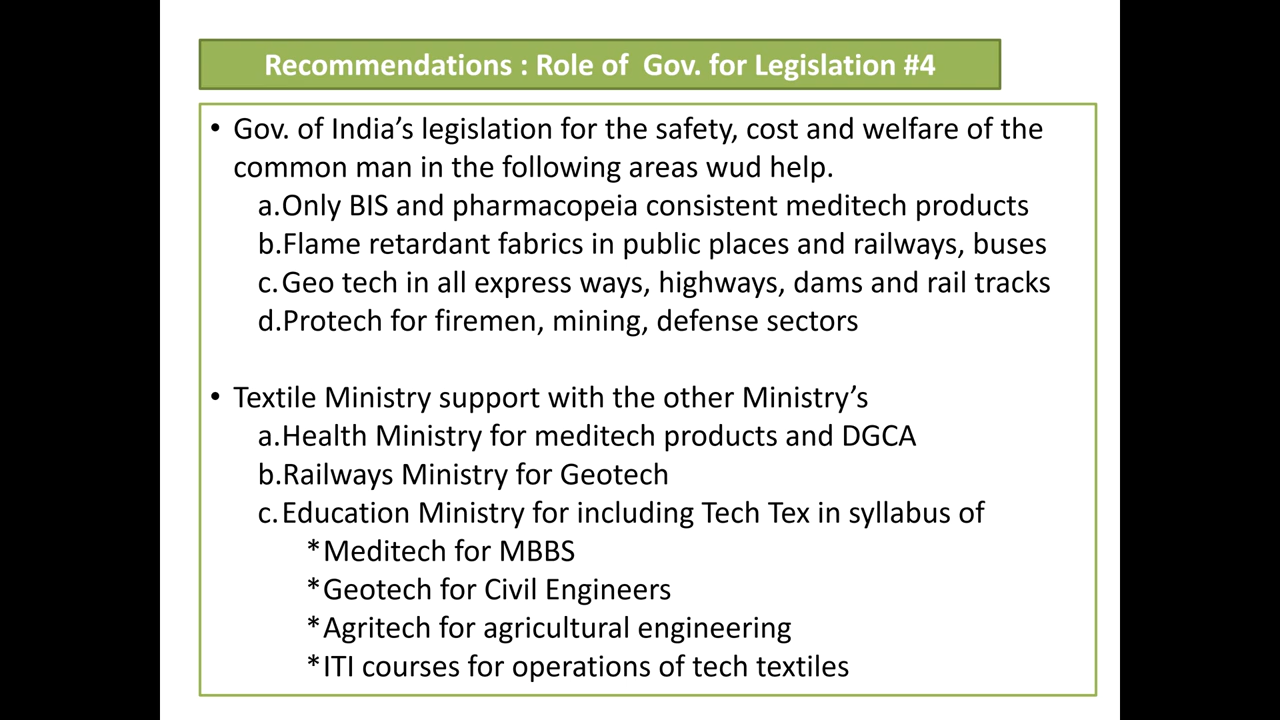 Recommendations : Role of  Gov. for Legislation #4
• Gov. of India’s legislation for the safety, cost and welfare of the
common man in the following areas wud help.
a.Only BIS and pharmacopeia consistent meditech products
b.Flame retardant fabrics in public places and railways, buses
c.Geo tech in all express ways, highways, dams and rail tracks
d.Protech for firemen, mining, defense sectors
• Textile Ministry support with the other Ministry’s
a.Health Ministry for meditech products and DGCA
b.Railways Ministry for Geotech
c.Education Ministry for including Tech Tex in syllabus of
*Meditech for MBBS
*Geotech for Civil Engineers
*Agritech for agricultural engineering
*ITI courses for operations of tech textiles